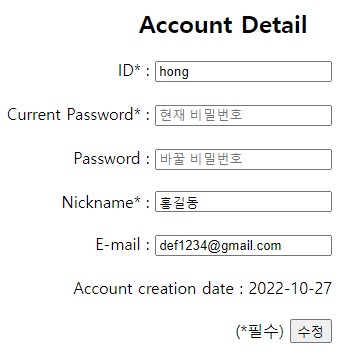 Account Detail
ID* : hong
Current Password* : 현재 비밀번호
Password : 바꿀 비밀번호
Nickname* : 홍길동
E-mail : def1234@gmail.com
Account creation date : 2022-10-27
(*필수) 수정